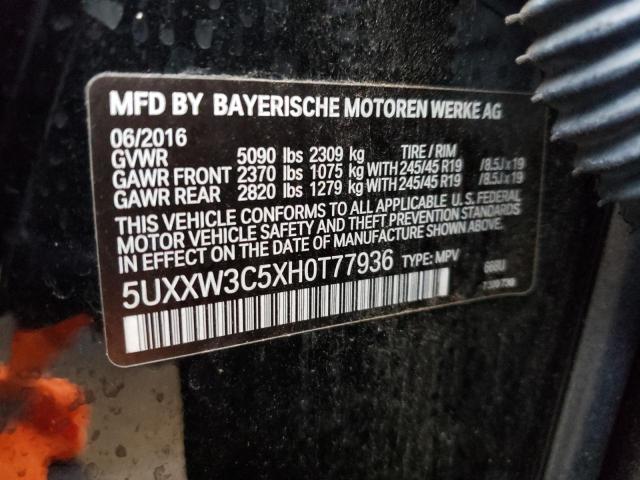 MFD BY BAYERISCHE MOTOREN WERKE AG
06/2016
GVWR 5090 lbs 2309 kg TIRE / RIM
GAWR FRONT 2370 lbs 1075 kg WITH 245/45 R19 /8.5J x 19
GAWR REAR 2820 lbs 1279 kg WITH 245/45 R19 /8.5J x 19
THIS VEHICLE CONFORMS TO ALL APPLICABLE U.S. FEDERAL
MOTOR VEHICLE SAFETY AND THEFT PREVENTION STANDARDS
IN EFFECT ON THE DATE OF MANUFACTURE SHOWN ABOVE.
5UXXW3C5XH0T77936 TYPE: MPV 668U